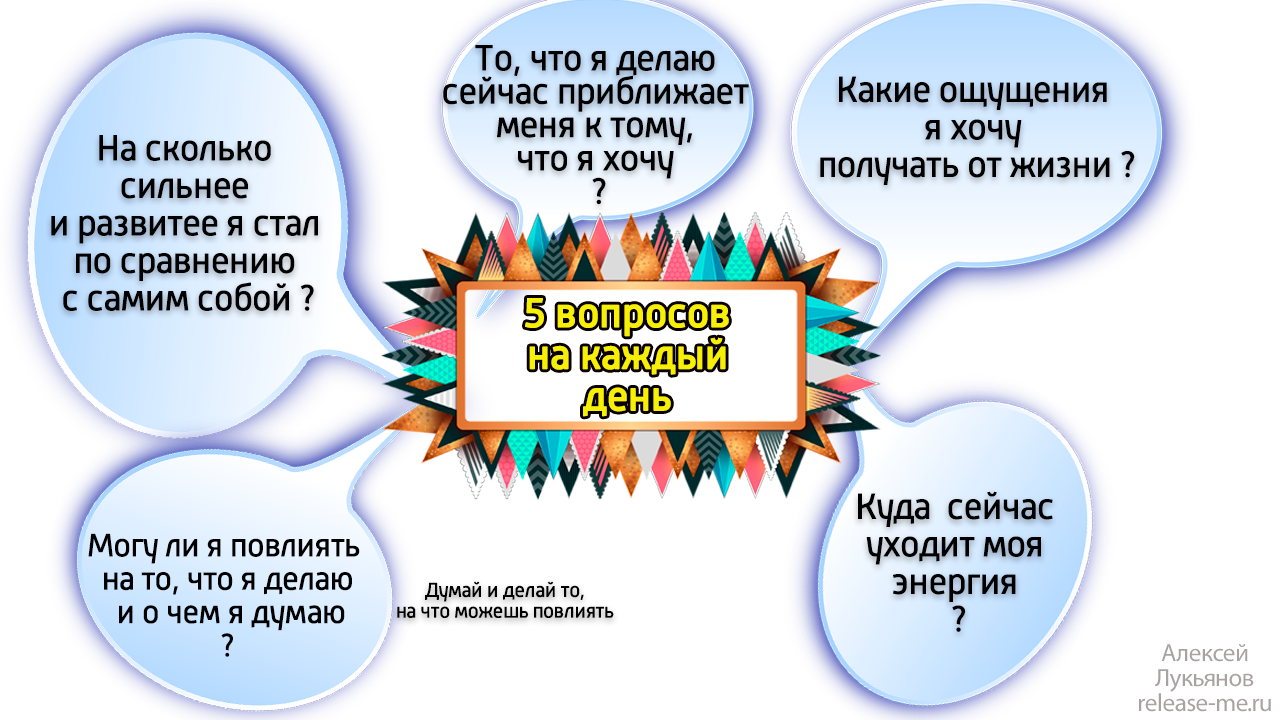 На сколько
сильнее
и развитее я стал
по сравнению
с самим собой ?
То, что я делаю
сейчас приближает
меня к тому,
что я хочу
?
Какие ощущения
я хочу
получать от жизни ?
5 вопросов
на каждый
день
Могу ли я повлиять
на то, что я делаю
и о чем я думаю
?
Думай и делай то,
на что можешь повлиять
Куда сейчас
уходит моя
энергия
?
Алексей
Лукьянов
release-me.ru